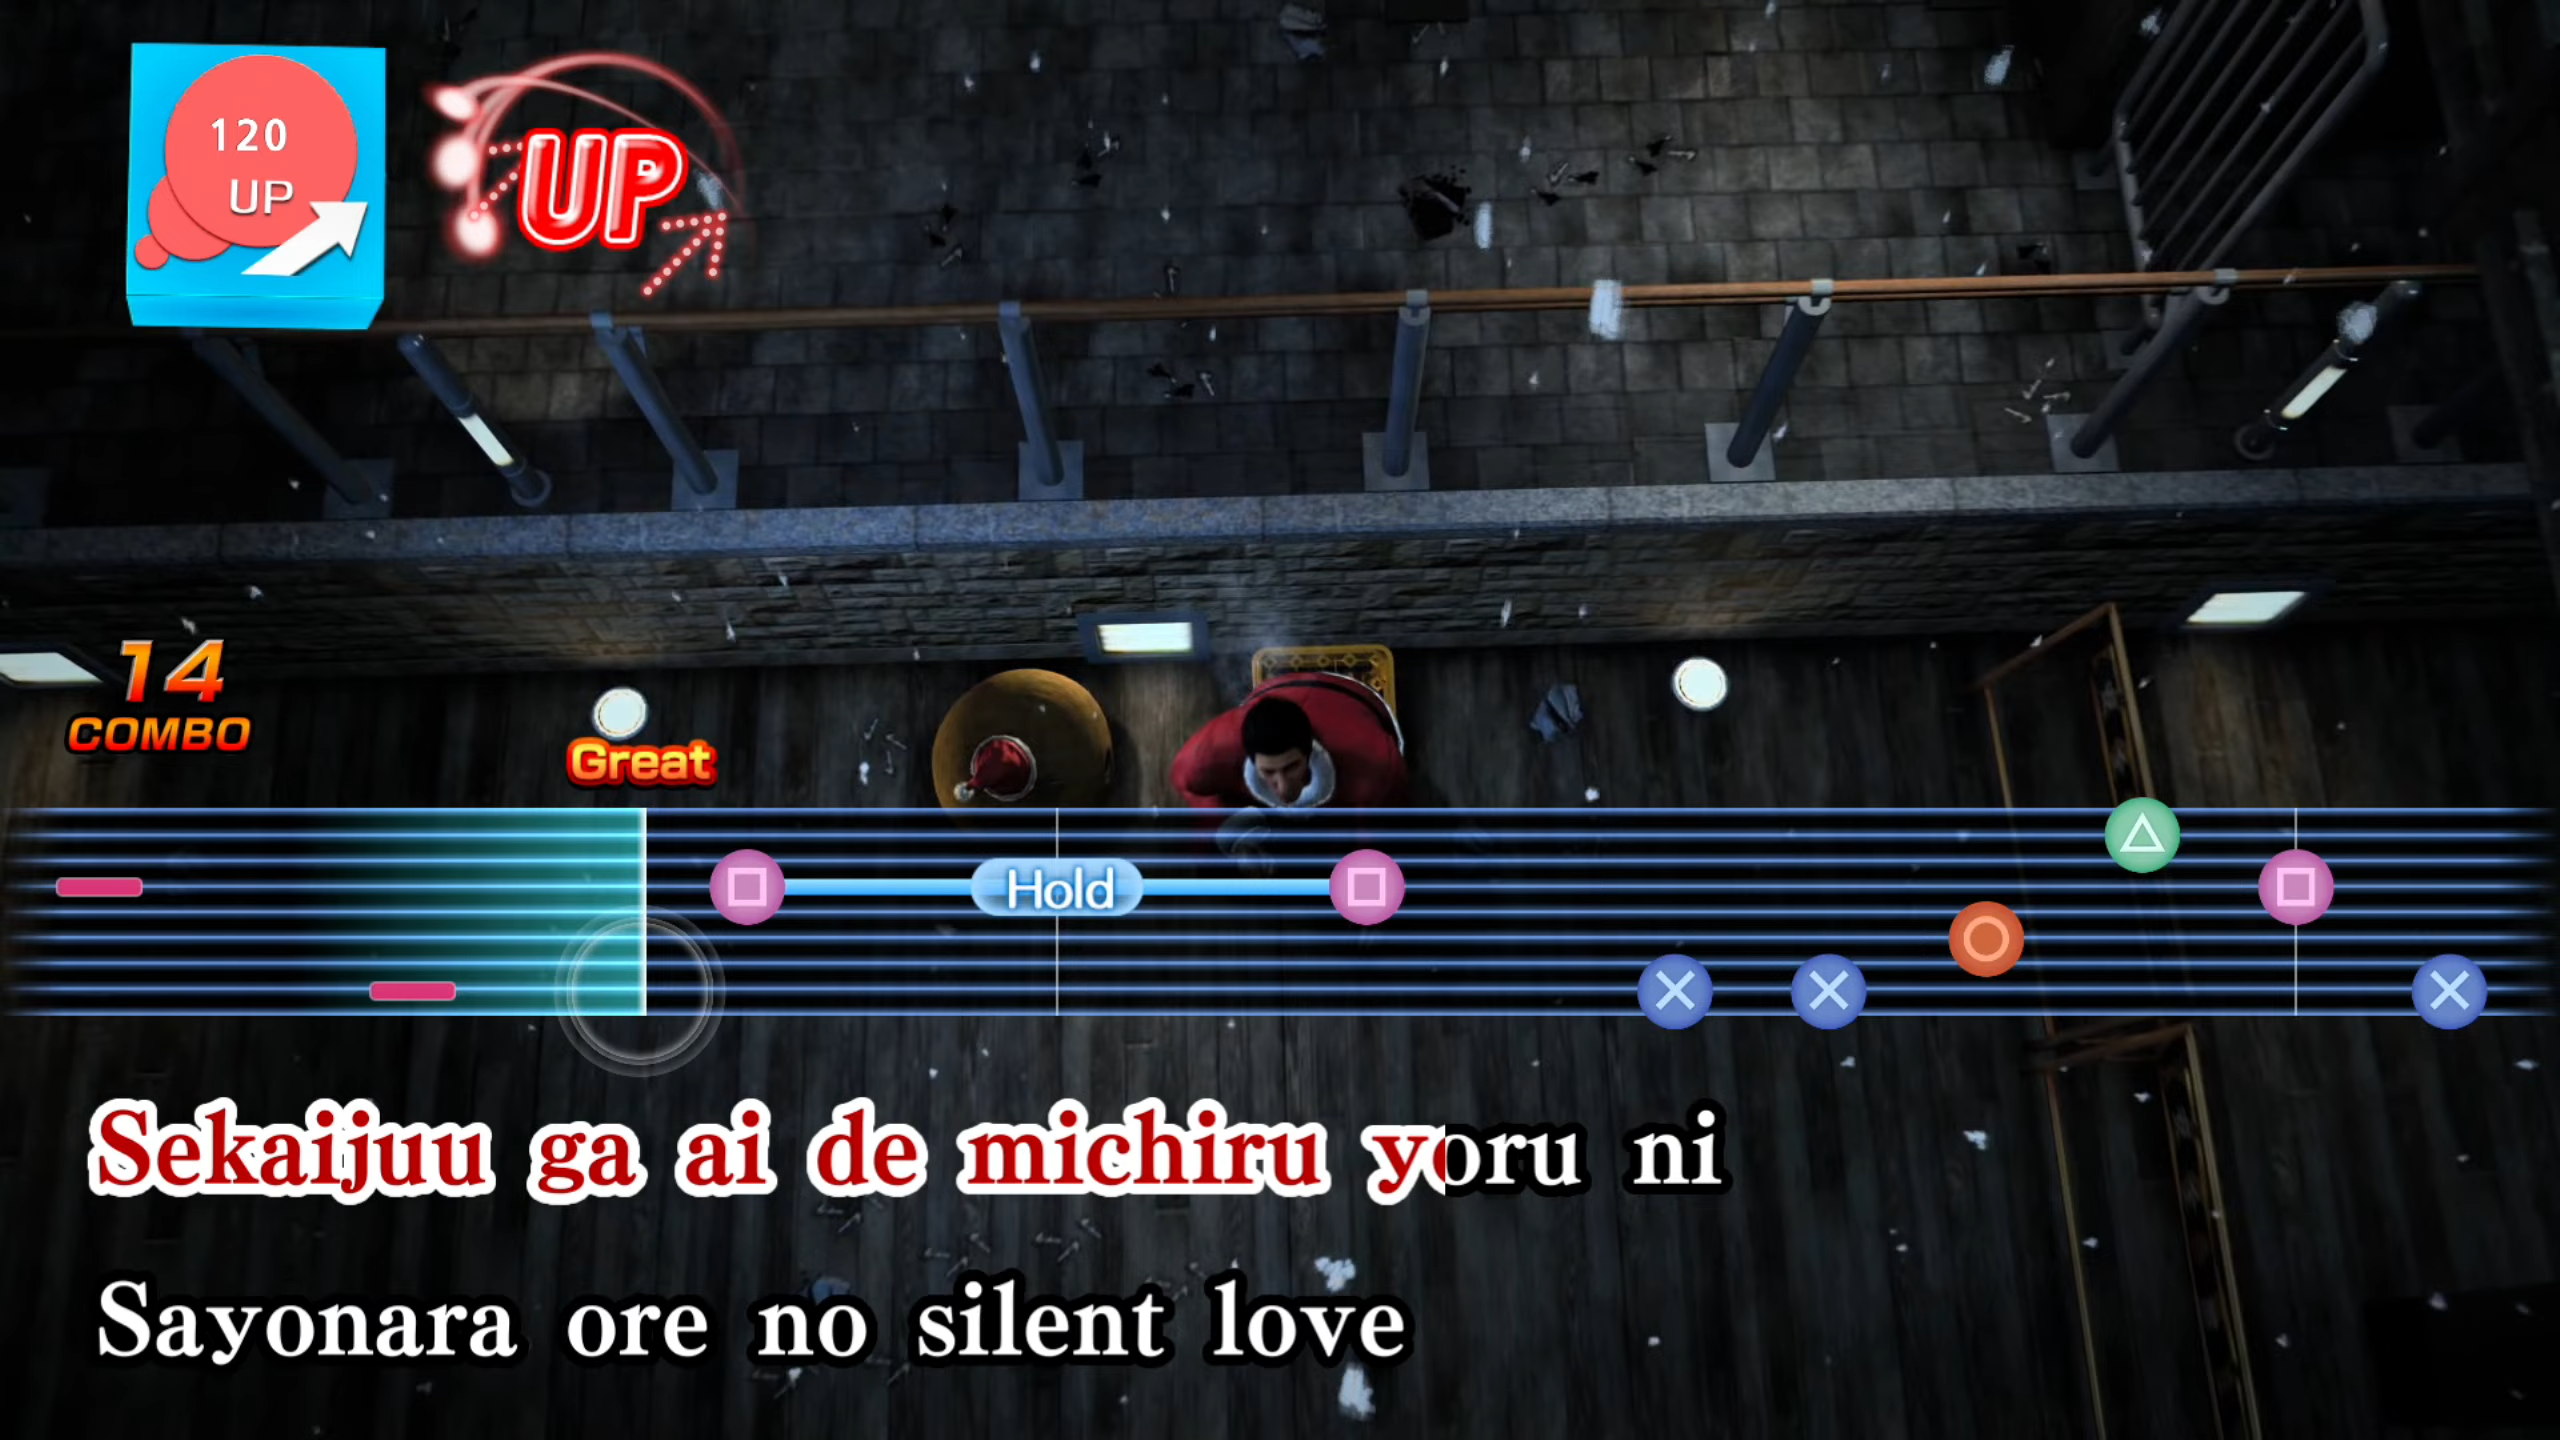 120
UP
UP
14
COMBO
Great
Hold
Sekaijuu ga ai de michiru yoru ni
Sayonara ore no silent love